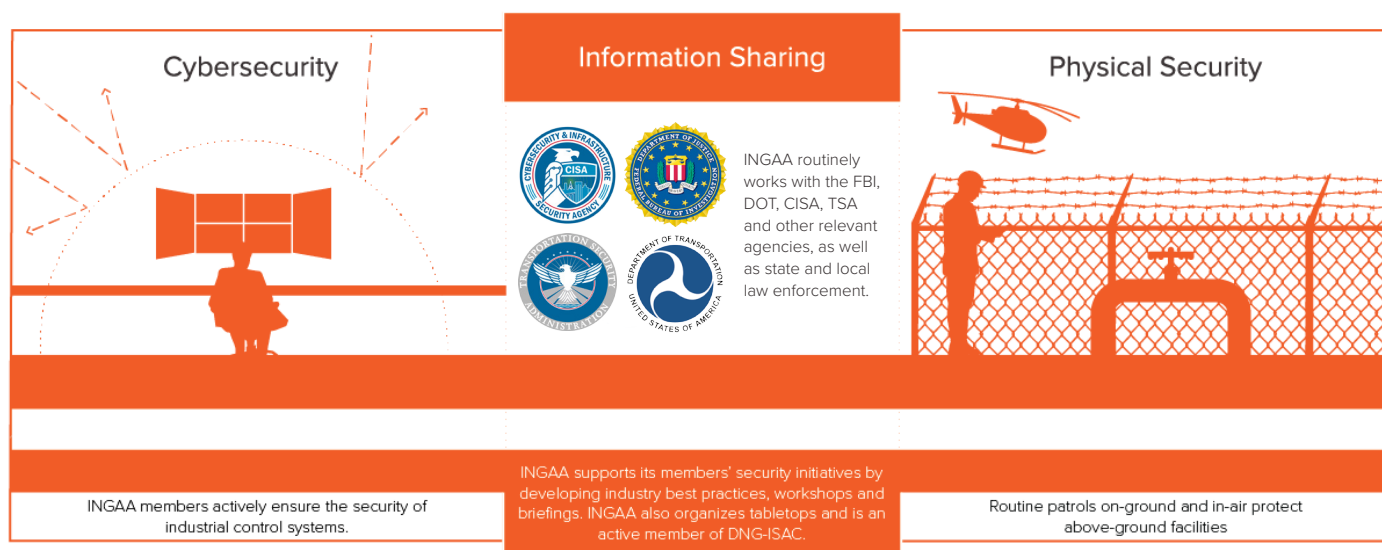 Cybersecurity
Information Sharing
Physical Security
CYBERSECURITY & INFRASTRUCTURE
SECURITY AGENCY
CISA
DEPARTMENT OF JUSTICE
FEDERAL BUREAU OF INVESTIGATION
TRANSPORTATION SECURITY
ADMINISTRATION
DEPARTMENT OF TRANSPORTATION
UNITED STATES OF AMERICA
INGAA routinely
works with the FBI,
DOT, CISA, TSA
and other relevant
agencies, as well
as state and local
law enforcement.
INGAA members actively ensure the security of
industrial control systems.
INGAA supports its members’ security initiatives by
developing industry best practices, workshops and
briefings. INGAA also organizes tabletops and is an
active member of DNG-ISAC.
Routine patrols on-ground and in-air protect
above-ground facilities